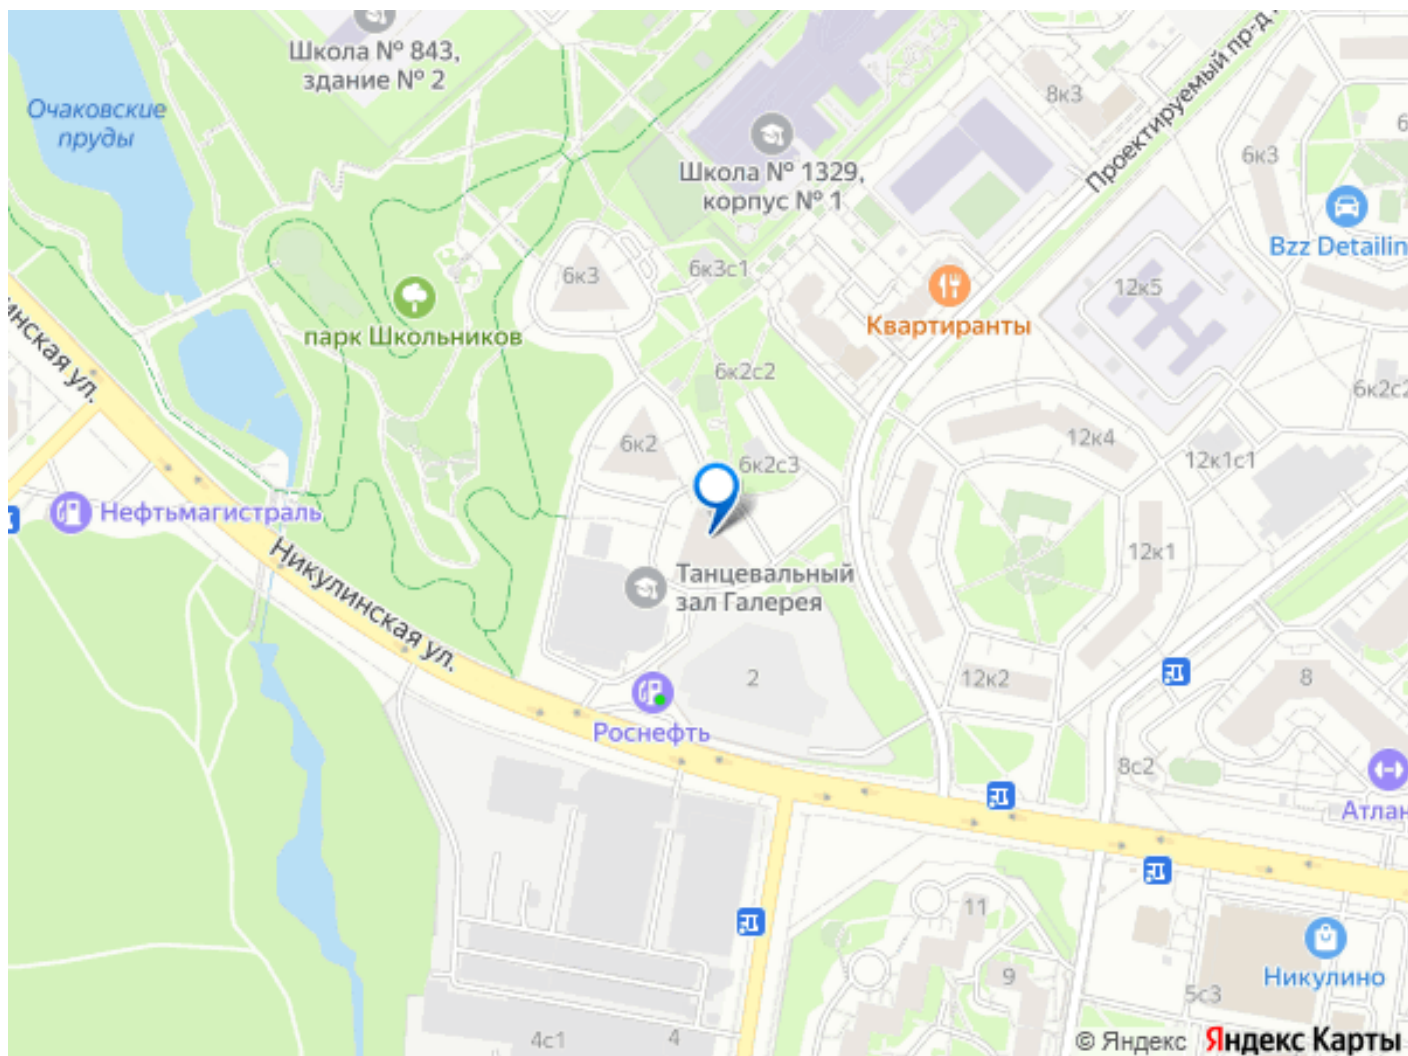 Школа № 843,
здание № 2
Очаковские
пруды
8к3
Проектируемый пр-д
6к3
Школа № 1329,
корпус № 1
Bzz Detailin
6к3
6к3с1
12к5
парк Школьников
Квартиранты
инская ул.
6к2с2
6к2с2
6к2
12к4
6к2с3
12к1с1
Нефтьмагистраль
12к1
Никулинская ул.
Танцевальный
зал Галерея
2
12к2
8
Роснефть
8с2
Атлан
11
9
Никулино
5с3
4с1
4
© Яндекс Яндекс Карты